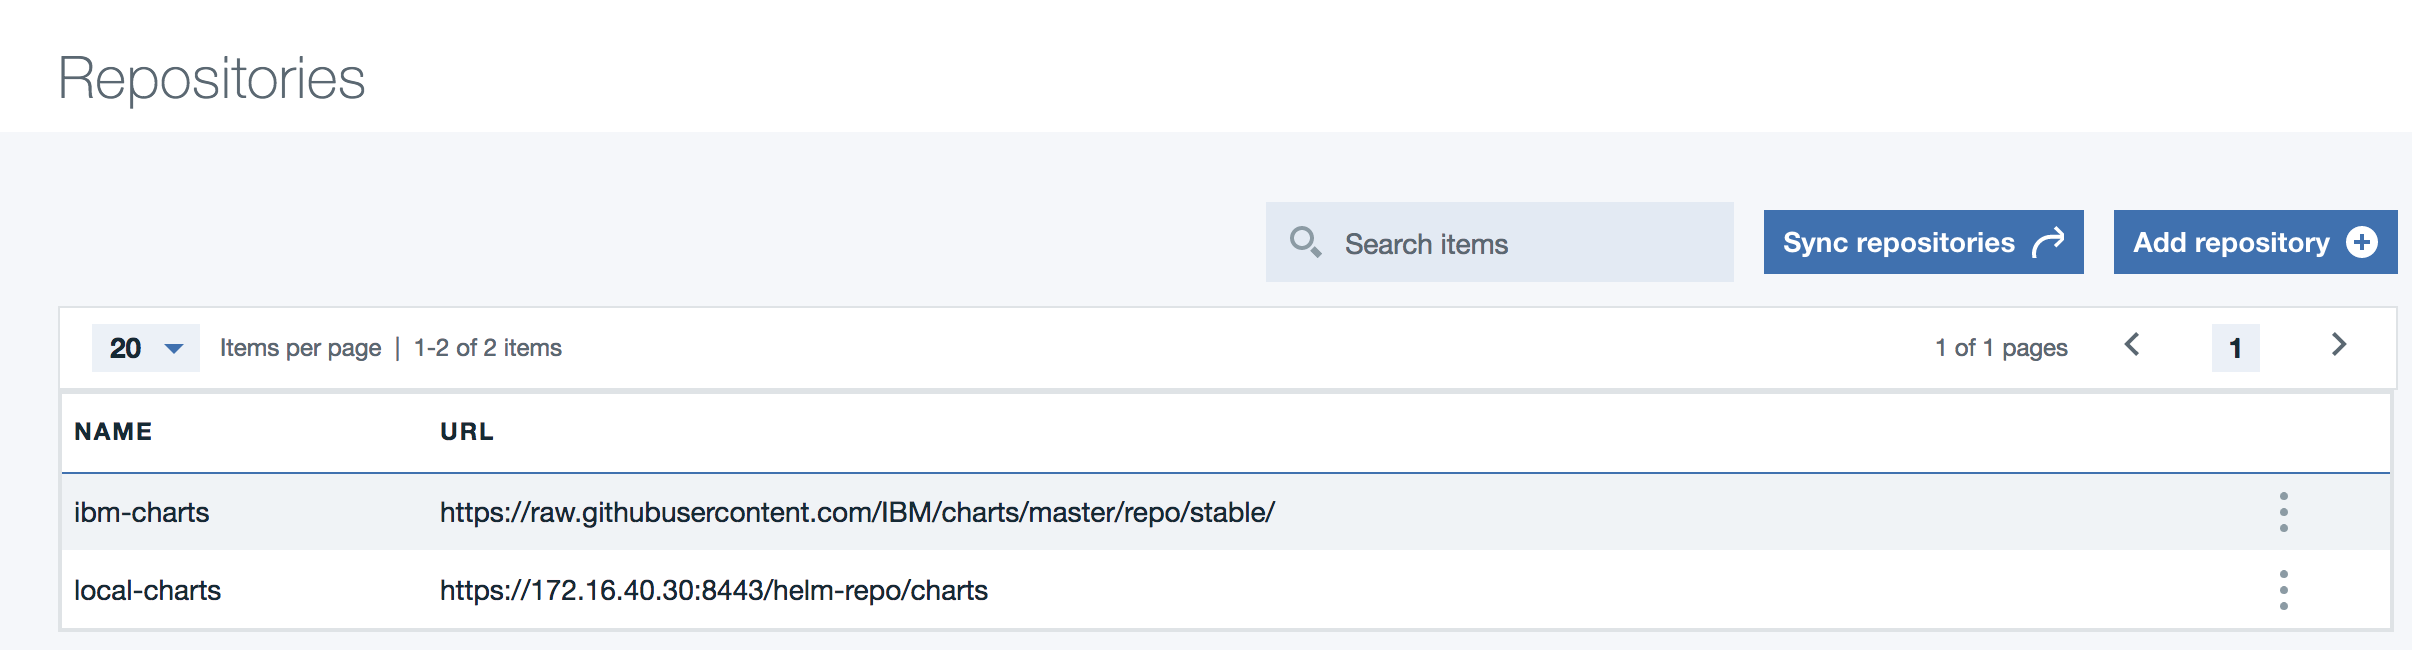 Repositories
Search items
Sync repositories
Add repository
20 Items per page | 1-2 of 2 items 1 of 1 pages 1
NAME URL
ibm-charts https://raw.githubusercontent.com/IBM/charts/master/repo/stable/
local-charts https://172.16.40.30:8443/helm-repo/charts